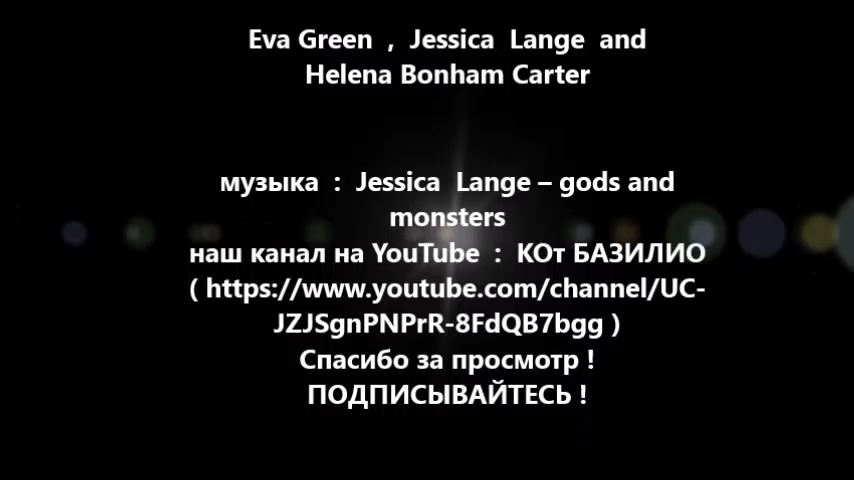 Eva Green , Jessica Lange and
Helena Bonham Carter
музыка : Jessica Lange – gods and
monsters
наш канал на YouTube : КОт БАЗИЛИО
( https://www.youtube.com/channel/UC-
JZJSgnPNPrR-8FdQB7bgg )
Спасибо за просмотр !
ПОДПИСЫВАЙТЕСЬ !